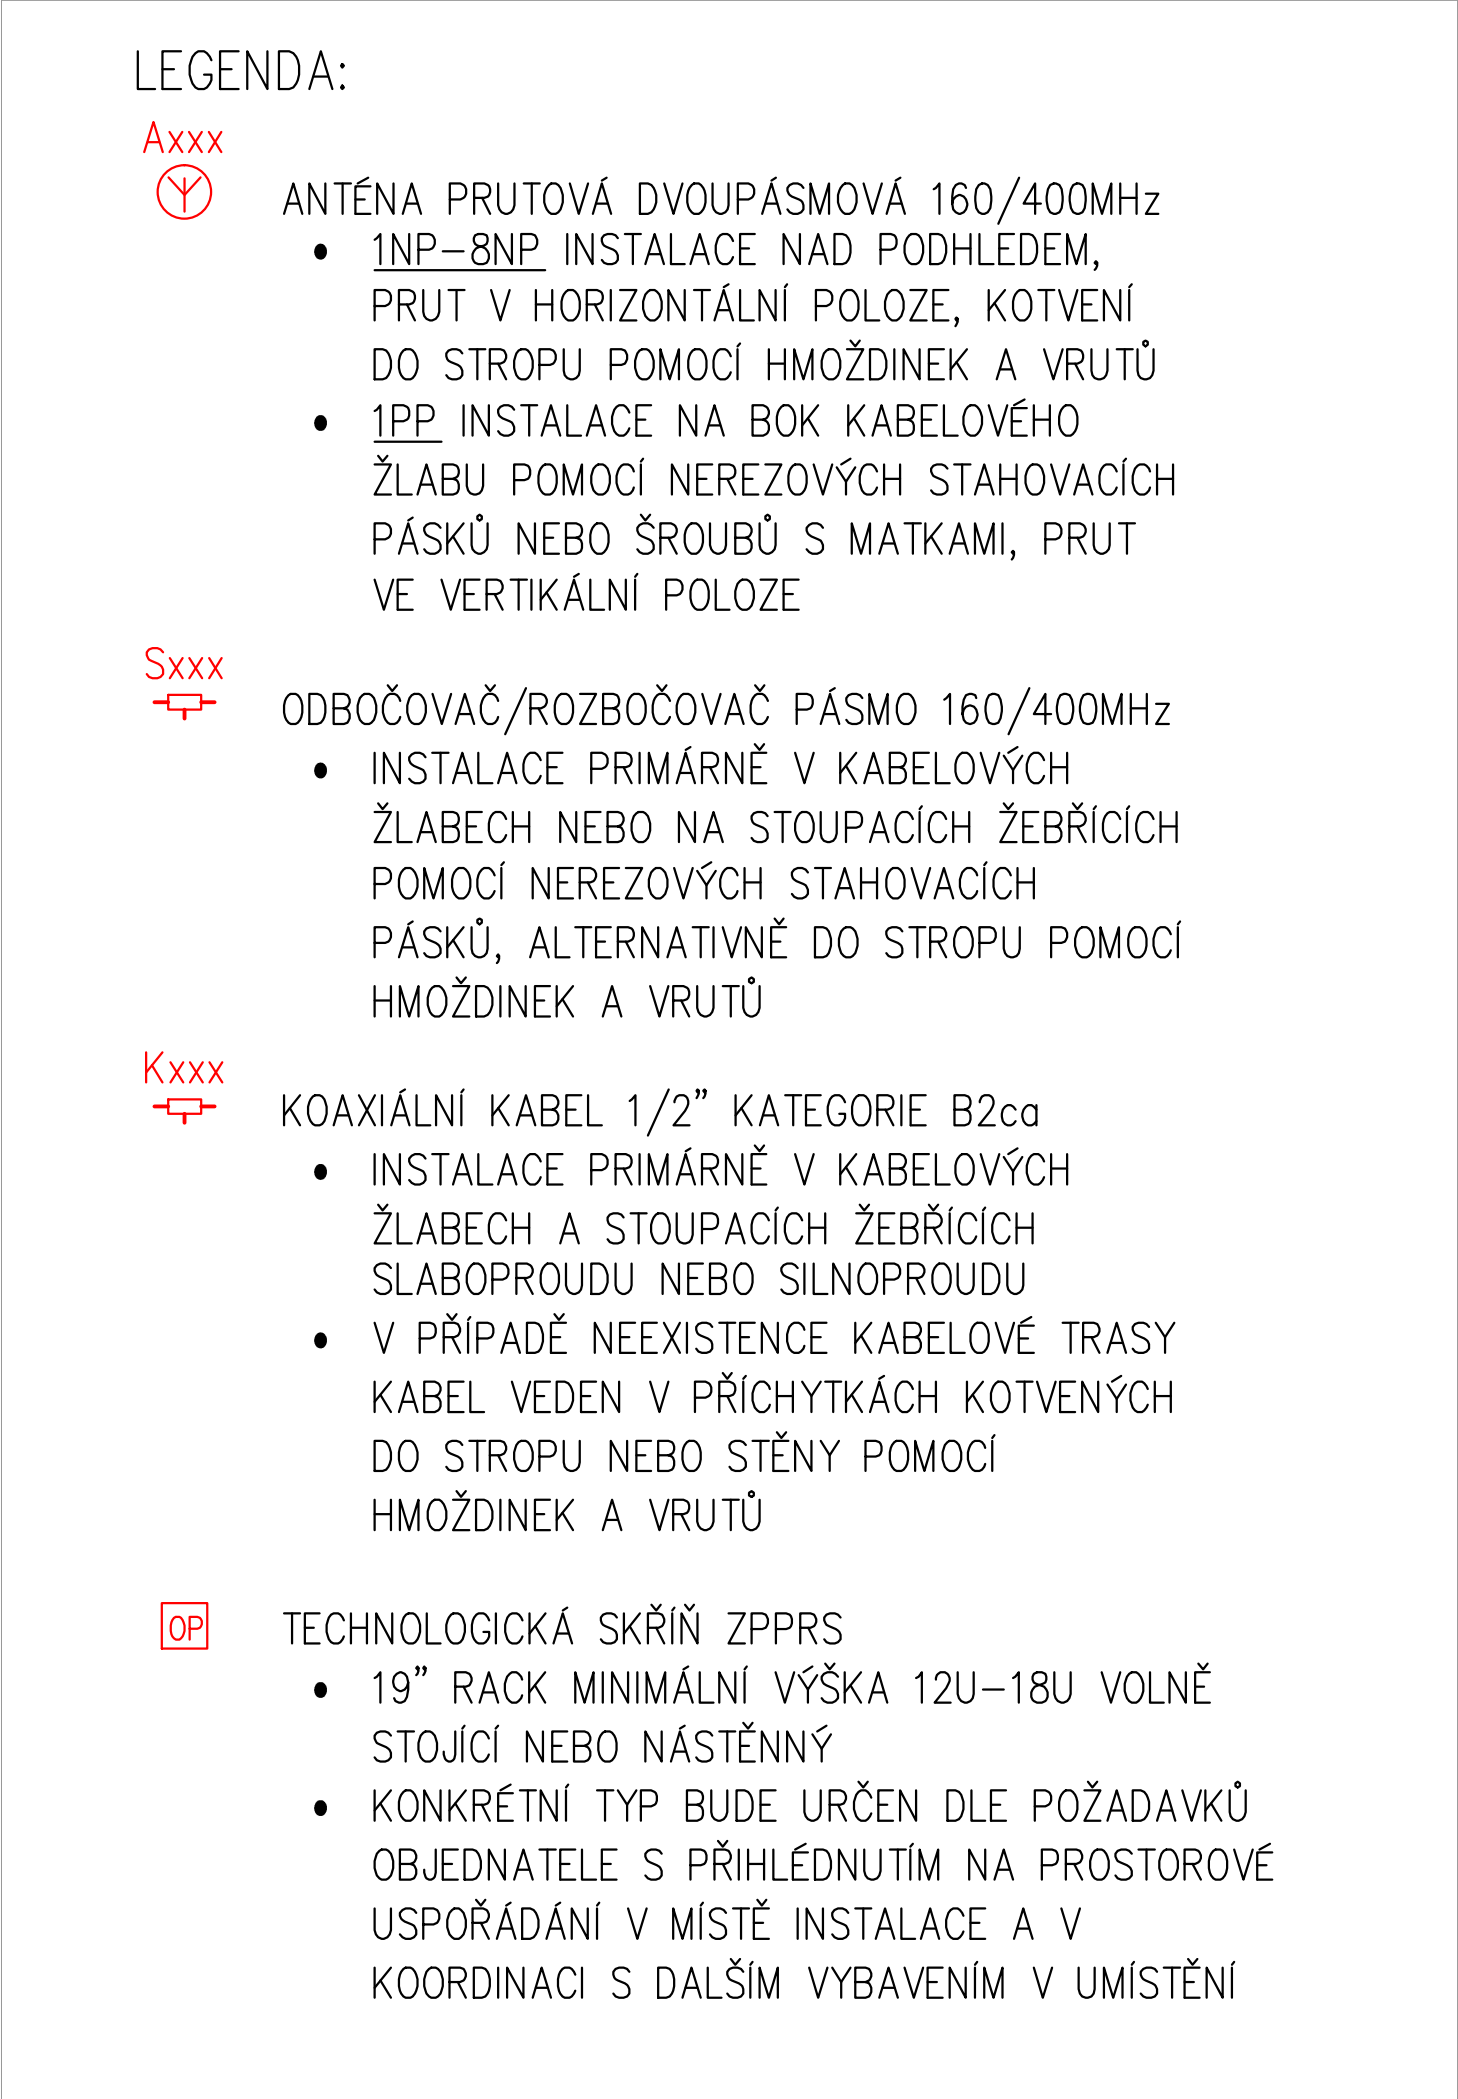 LEGENDA:
Axxx
ANTÉNA PRUTOVÁ DVOUPÁSMOVÁ 160/400MHz
• 1NP-8NP INSTALACE NAD PODHLEDEM,
PRUT V HORIZONTÁLNÍ POLOZE, KOTVENÍ
DO STROPU POMOCÍ HMOŽDINEK A VRUTŮ
• 1PP INSTALACE NA BOK KABELOVÉHO
ŽLABU POMOCÍ NEREZOVÝCH STAHOVACÍCH
PÁSKŮ NEBO ŠROUBŮ S MATKAMI, PRUT
VE VERTIKÁLNÍ POLOZE
Sxxx
ODBOČOVAČ/ROZBOČOVAČ PÁSMO 160/400MHz
• INSTALACE PRIMÁRNĚ V KABELOVÝCH
ŽLABECH NEBO NA STOUPACÍCH ŽEBŘÍCÍCH
POMOCÍ NEREZOVÝCH STAHOVACÍCH
PÁSKŮ, ALTERNATIVNĚ DO STROPU POMOCÍ
HMOŽDINEK A VRUTŮ
Kxxx
KOAXIÁLNÍ KABEL 1/2” KATEGORIE B2ca
• INSTALACE PRIMÁRNĚ V KABELOVÝCH
ŽLABECH A STOUPACÍCH ŽEBŘÍCÍCH
SLABOPROUDU NEBO SILNOPROUDU
• V PŘÍPADĚ NEEXISTENCE KABELOVÉ TRASY
KABEL VEDEN V PŘÍCHYTKÁCH KOTVENÝCH
DO STROPU NEBO STĚNY POMOCÍ
HMOŽDINEK A VRUTŮ
OP TECHNOLOGICKÁ SKŘÍŇ ZPPRS
• 19” RACK MINIMÁLNÍ VÝŠKA 12U-18U VOLNĚ
STOJÍCÍ NEBO NÁSTĚNNÝ
• KONKRÉTNÍ TYP BUDE URČEN DLE POŽADAVKŮ
OBJEDNATELE S PŘIHLÉDNUTÍM NA PROSTOROVÉ
USPOŘÁDÁNÍ V MÍSTĚ INSTALACE A V
KOORDINACI S DALŠÍM VYBAVENÍM V UMÍSTĚNÍ